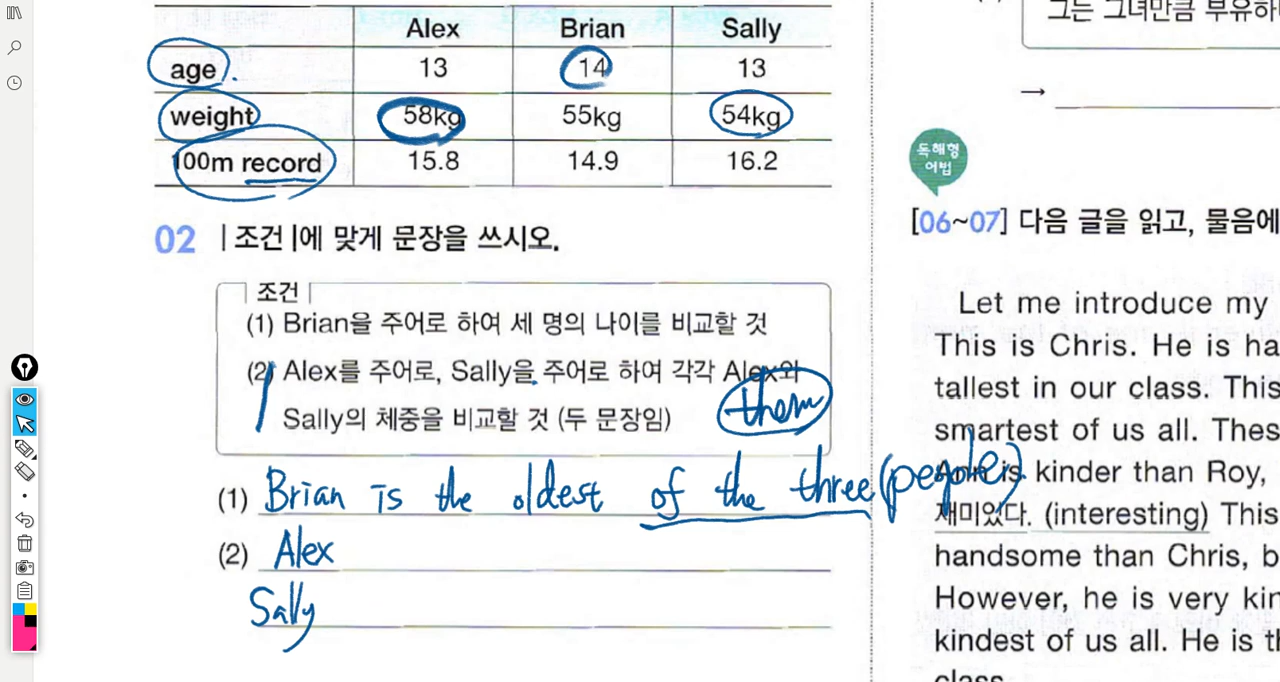 Alex Brian Sally
age 13 14 13
weight 58kg 55kg 54kg
100m record 15.8 14.9 16.2
02 |조건|에 맞게 문장을 쓰시오.
| 조건 |
(1) Brian을 주어로 하여 세 명의 나이를 비교할 것
(2) Alex를 주어로, Sally을 주어로 하여 각각 Alex와
Sally의 체중을 비교할 것 (두 문장임)
them
(1) Brian is the oldest of the three (people).
(2) Alex
Sally
그는 그녀만큼 부유하
→
독해형
어법
[06~07] 다음 글을 읽고, 물음에
Let me introduce my
This is Chris. He is ha
tallest in our class. This
smartest of us all. Thes
is kinder than Roy,
재미있다. (interesting) This
handsome than Chris, b
However, he is very kin
kindest of us all. He is th
class.